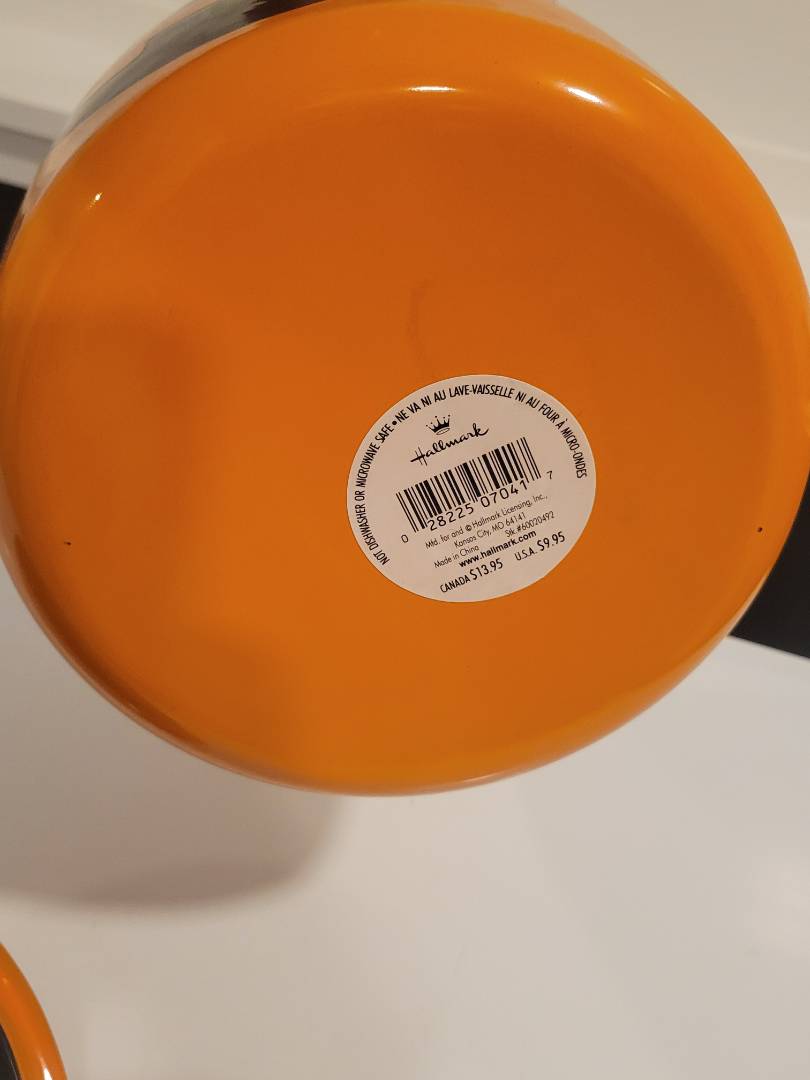 NOT DISHWASHER OR MICROWAVE SAFE • NE VA NI AU LAVE-VAISSELLE NI AU FOUR À MICRO-ONDES
Hallmark
0 28225 07041 7
Mfd. for and © Hallmark Licensing, Inc.,
Kansas City, MO 64141
Made in China Stk #60020492
www.hallmark.com
CANADA $13.95 U.S.A. $9.95